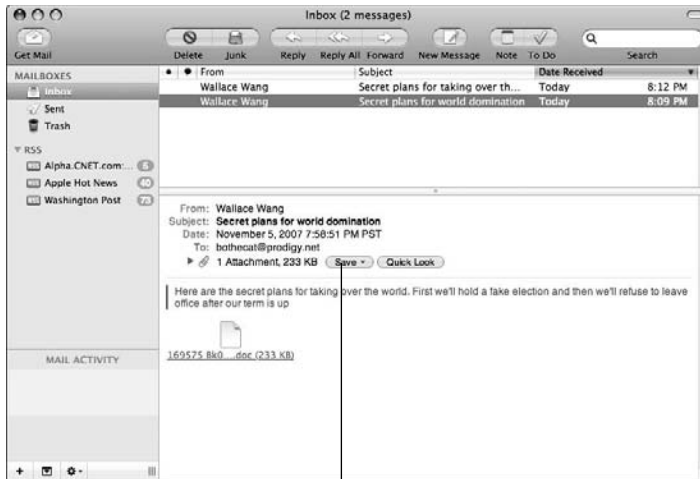 Inbox (2 messages)
Get Mail Delete Junk Reply Reply All Forward New Message Note To Do Search
MAILBOXES
Inbox
Sent
Trash
RSS
Alpha.CNET.com:...
Apple Hot News
Washington Post
MAIL ACTIVITY
From Subject Date Received
Wallace Wang Secret plans for taking over th... Today 8:12 PM
Wallace Wang Secret plans for world domination Today 8:09 PM
From: Wallace Wang
Subject: Secret plans for world domination
Date: November 5, 2007 7:58:51 PM PST
To: bothecat@prodigy.net
1 Attachment, 233 KB Save Quick Look
Here are the secret plans for taking over the world. First we'll hold a fake election and then we'll refuse to leave
office after our term is up
169575 Bk0....doc (233 KB)